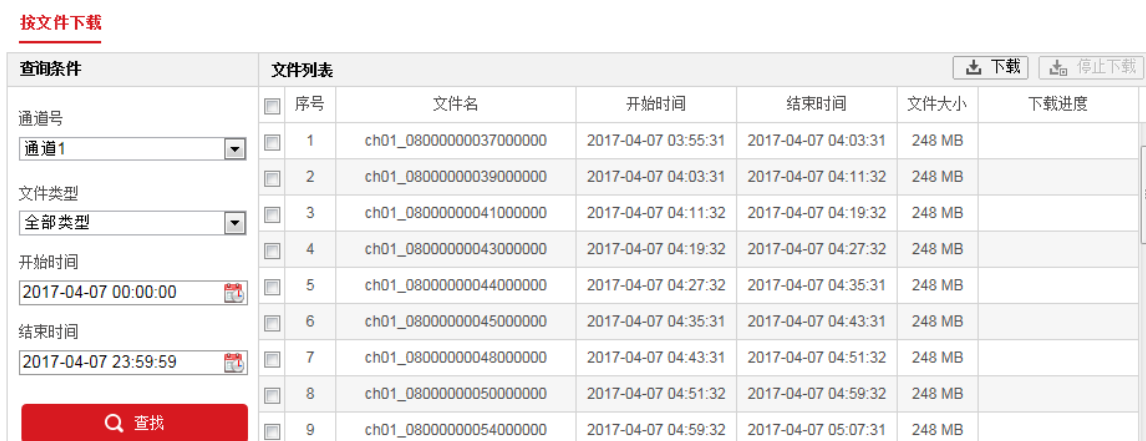 按文件下载
查询条件
通道号
通道1
文件类型
全部类型
开始时间
2017-04-07 00:00:00
结束时间
2017-04-07 23:59:59
查找
文件列表 下载 停止下载
序号 文件名 开始时间 结束时间 文件大小 下载进度
1 ch01_08000000037000000 2017-04-07 03:55:31 2017-04-07 04:03:31 248 MB
2 ch01_08000000039000000 2017-04-07 04:03:31 2017-04-07 04:11:32 248 MB
3 ch01_08000000041000000 2017-04-07 04:11:32 2017-04-07 04:19:32 248 MB
4 ch01_08000000043000000 2017-04-07 04:19:32 2017-04-07 04:27:32 248 MB
5 ch01_08000000044000000 2017-04-07 04:27:32 2017-04-07 04:35:31 248 MB
6 ch01_08000000045000000 2017-04-07 04:35:31 2017-04-07 04:43:31 248 MB
7 ch01_08000000048000000 2017-04-07 04:43:31 2017-04-07 04:51:32 248 MB
8 ch01_08000000050000000 2017-04-07 04:51:32 2017-04-07 04:59:32 248 MB
9 ch01_08000000054000000 2017-04-07 04:59:32 2017-04-07 05:07:31 248 MB